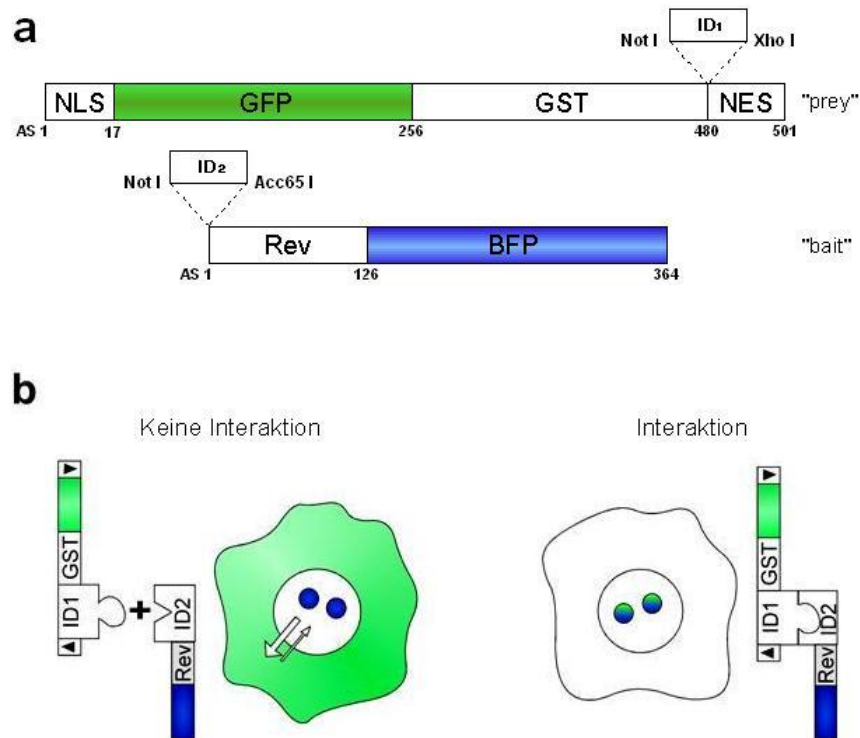 a
Not I ID₁ Xho I
NLS GFP GST NES "prey"
AS 1 17 256 480 501
Not I ID₂ Acc65 I
Rev BFP "bait"
AS 1 126 364
b
Keine Interaktion Interaktion
GST
ID1 + ID2
Rev
GST
ID1 ID2
Rev